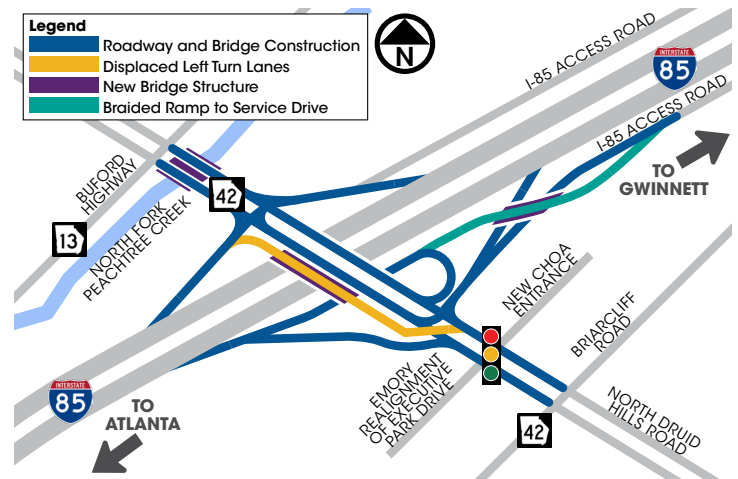 Legend
Roadway and Bridge Construction
Displaced Left Turn Lanes
New Bridge Structure
Braided Ramp to Service Drive
N
I-85 ACCESS ROAD
INTERSTATE
85
I-85 ACCESS ROAD
TO
GWINNETT
BUFORD
HIGHWAY
42
13
NORTH FORK
PEACHTREE CREEK
NEW CHOA
ENTRANCE
BRIARCLIFF
ROAD
EMORY
REALIGNMENT
OF EXECUTIVE
PARK DRIVE
INTERSTATE
85
TO
ATLANTA
42
NORTH DRUID
HILLS ROAD